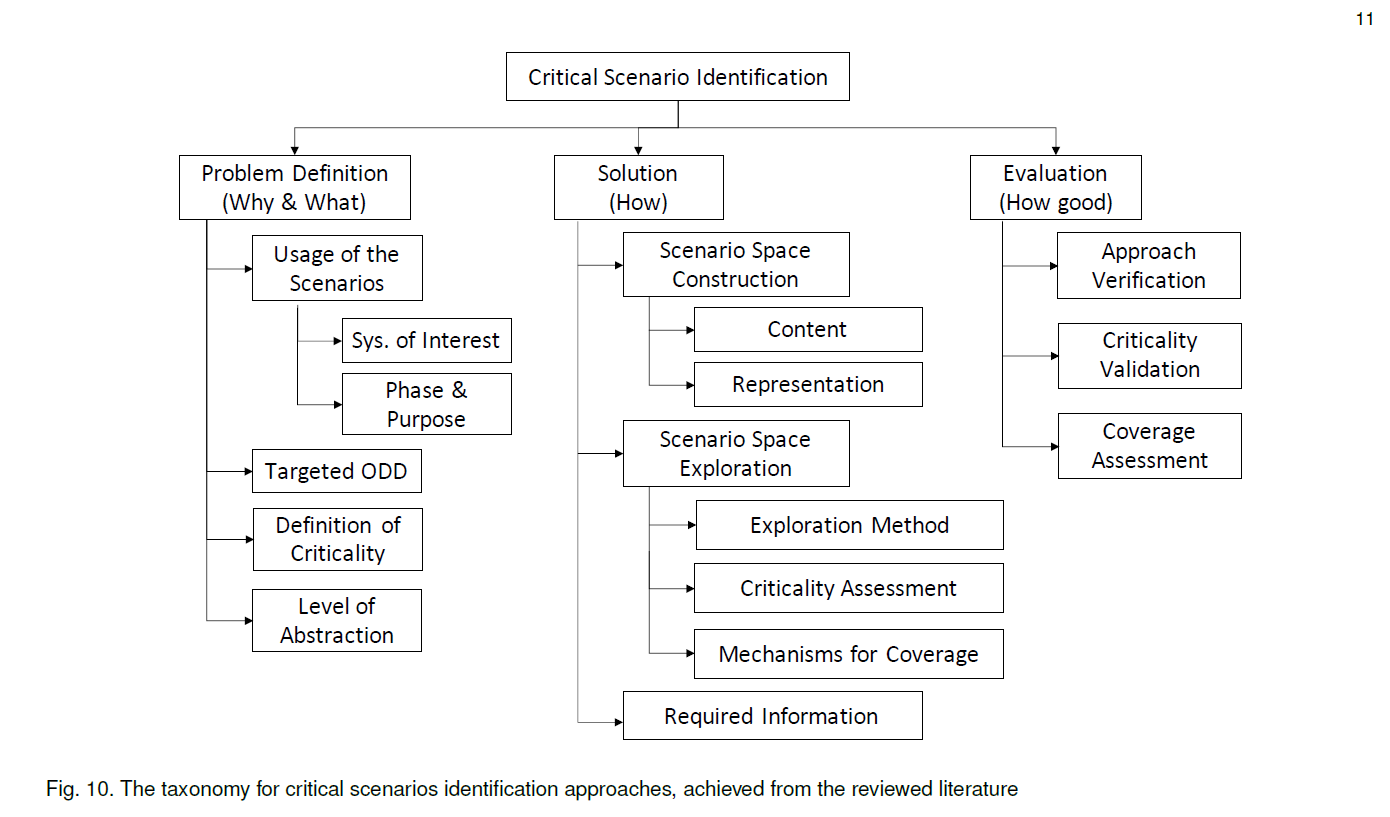 11
Critical Scenario Identification
Problem Definition
(Why & What)
Usage of the
Scenarios
Sys. of Interest
Phase &
Purpose
Targeted ODD
Definition of
Criticality
Level of
Abstraction
Solution
(How)
Scenario Space
Construction
Content
Representation
Scenario Space
Exploration
Exploration Method
Criticality Assessment
Mechanisms for Coverage
Required Information
Evaluation
(How good)
Approach
Verification
Criticality
Validation
Coverage
Assessment
Fig. 10. The taxonomy for critical scenarios identification approaches, achieved from the reviewed literature